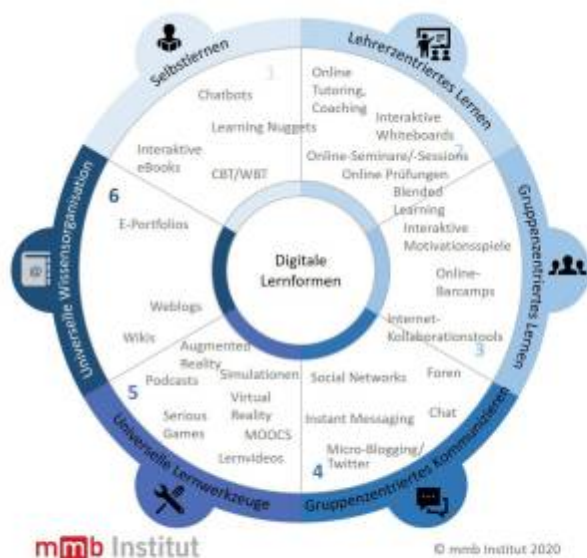 Selbstlernen
1
Chatbots
Learning Nuggets
Interaktive
eBooks
CBT/WBT
Lehrerzentriertes Lernen
2
Online
Tutoring,
Coaching
Interaktive
Whiteboards
Online-Seminare/-Sessions
Online Prüfungen
Blended
Learning
Gruppenzentriertes Lernen
3
Interaktive
Motivationsspiele
Online-
Barcamps
Internet-
Kollaborationstools
Gruppenzentriertes Kommunizieren
4
Social Networks
Foren
Instant Messaging
Chat
Micro-Blogging/
Twitter
Universelle Lernwerkzeuge
5
Augmented
Reality
Podcasts
Simulationen
Serious
Games
Virtual
Reality
MOOCS
Lernvideos
Universelle Wissensorganisation
6
@
E-Portfolios
Weblogs
Wikis
Digitale
Lernformen
mmb Institut
© mmb Institut 2020